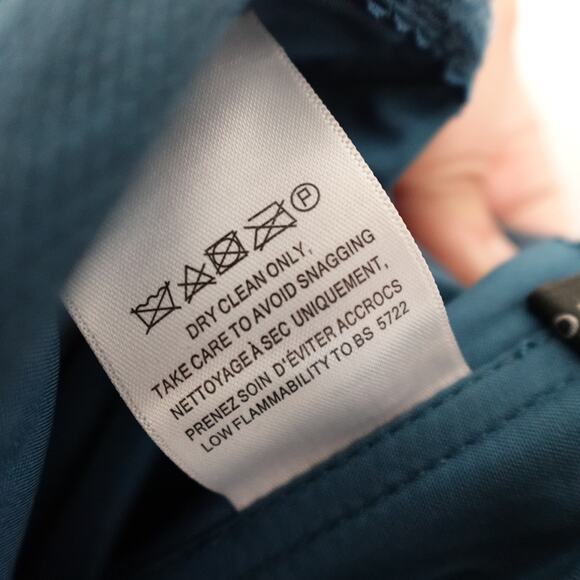 P
DRY CLEAN ONLY,
TAKE CARE TO AVOID SNAGGING
NETTOYAGE À SEC UNIQUEMENT,
PRENEZ SOIN D'ÉVITER ACCROCS
LOW FLAMMABILITY TO BS 5722